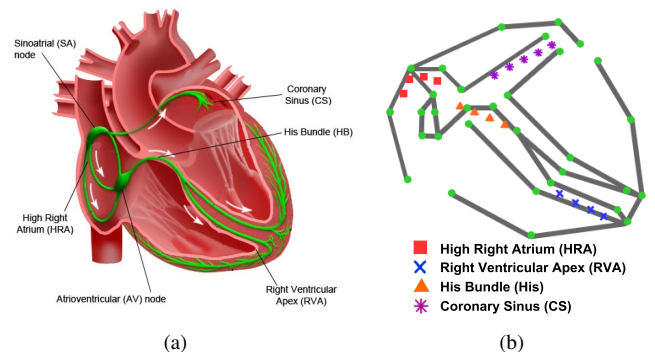 Sinoatrial (SA)
node
Coronary
Sinus (CS)
His Bundle (HB)
High Right
Atrium (HRA)
Atrioventricular (AV) node
Right Ventricular
Apex (RVA)
(a)
High Right Atrium (HRA)
Right Ventricular Apex (RVA)
His Bundle (His)
Coronary Sinus (CS)
(b)